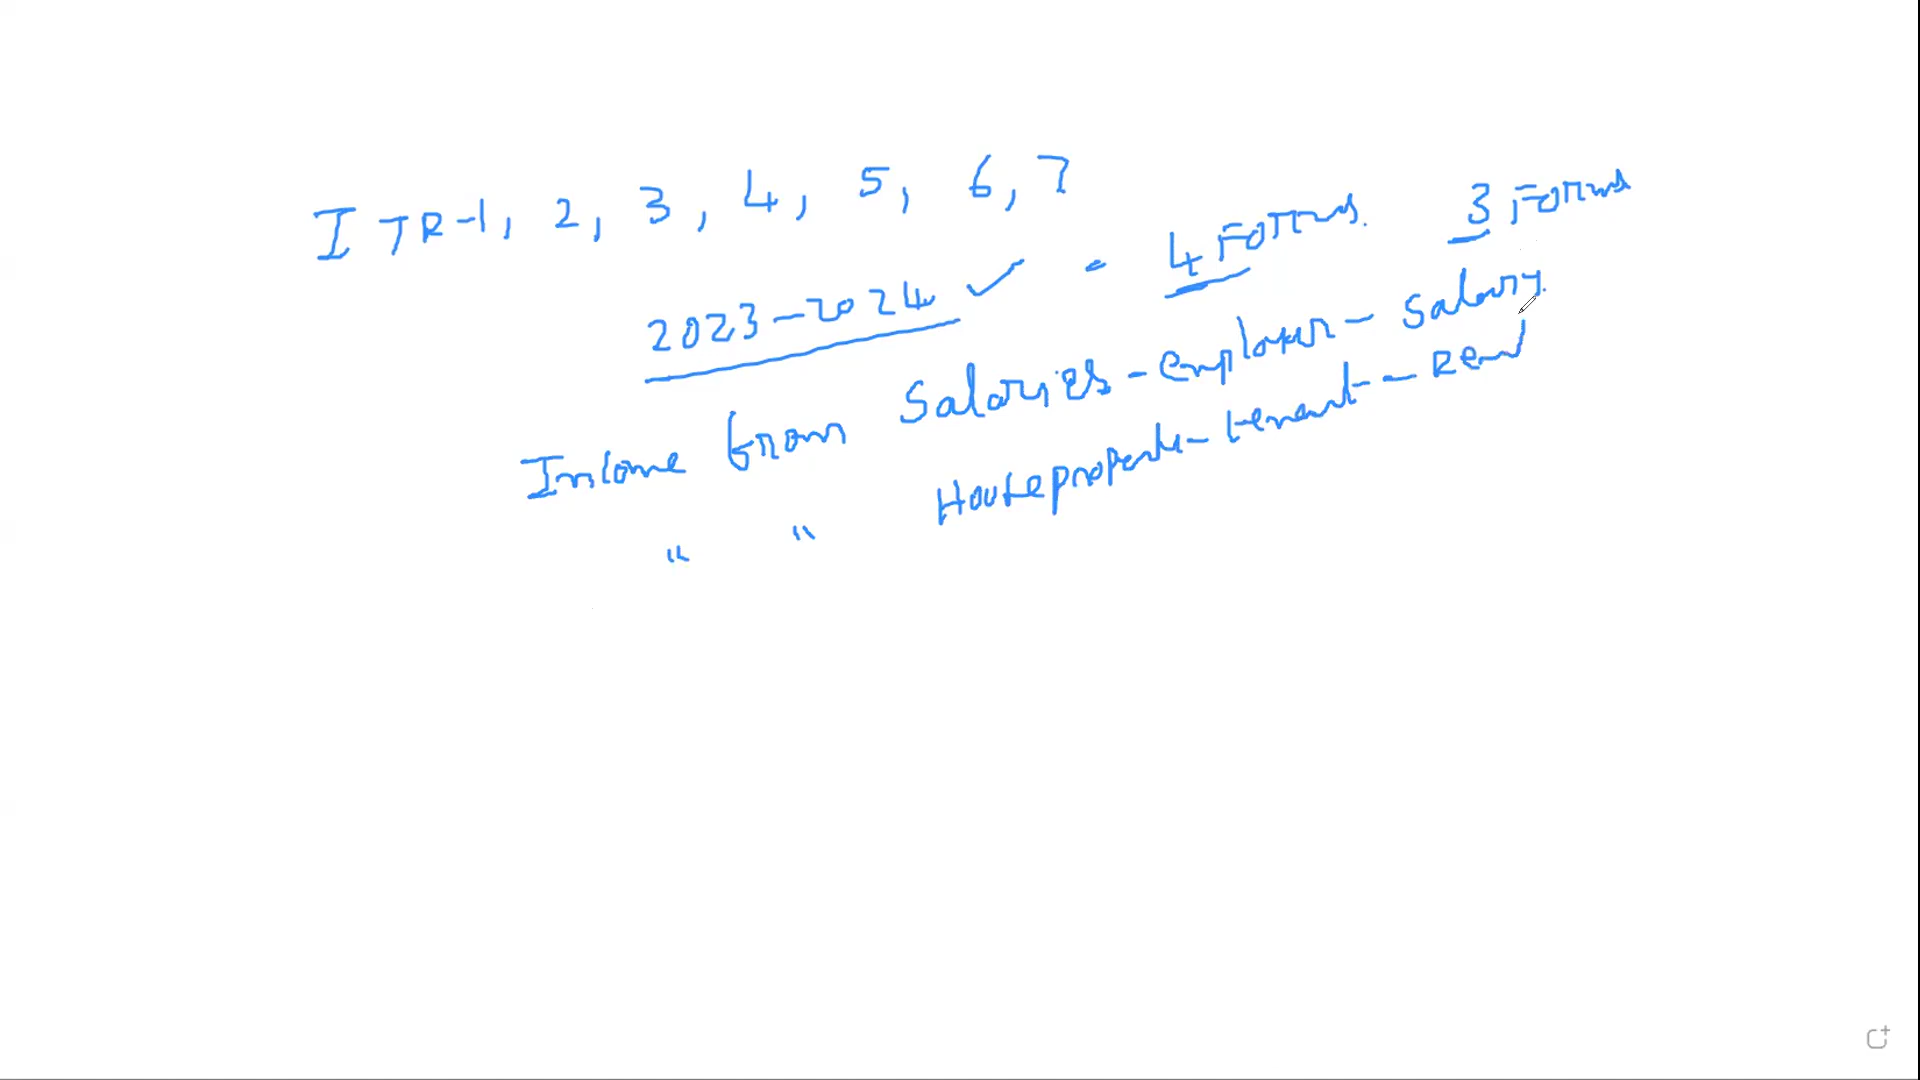 ITR-1, 2, 3, 4, 5, 6, 7
2023-2024 ✓ - 4 Forms. 3 Forms
Income from Salaries - employer - Salary.
" " House property - tenant - Rent